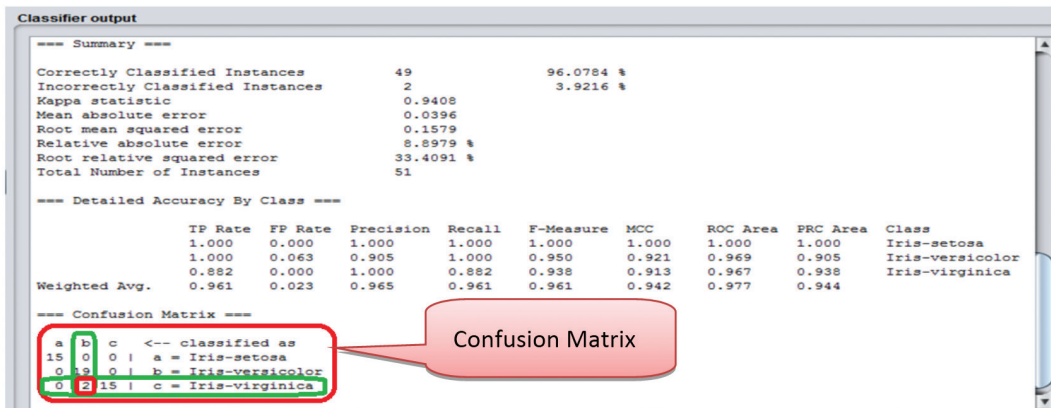 Classifier output
=== Summary ===
Correctly Classified Instances 49 96.0784 %
Incorrectly Classified Instances 2 3.9216 %
Kappa statistic 0.9408
Mean absolute error 0.0396
Root mean squared error 0.1579
Relative absolute error 8.8979 %
Root relative squared error 33.4091 %
Total Number of Instances 51
=== Detailed Accuracy By Class ===
TP Rate FP Rate Precision Recall F-Measure MCC ROC Area PRC Area Class
1.000 0.000 1.000 1.000 1.000 1.000 1.000 1.000 Iris-setosa
1.000 0.063 0.905 1.000 0.950 0.921 0.969 0.905 Iris-versicolor
0.882 0.000 1.000 0.882 0.938 0.913 0.967 0.938 Iris-virginica
Weighted Avg. 0.961 0.023 0.965 0.961 0.961 0.942 0.977 0.944
=== Confusion Matrix ===
a b c <-- classified as
15 0 0 | a = Iris-setosa
0 19 0 | b = Iris-versicolor
0 2 15 | c = Iris-virginica
Confusion Matrix